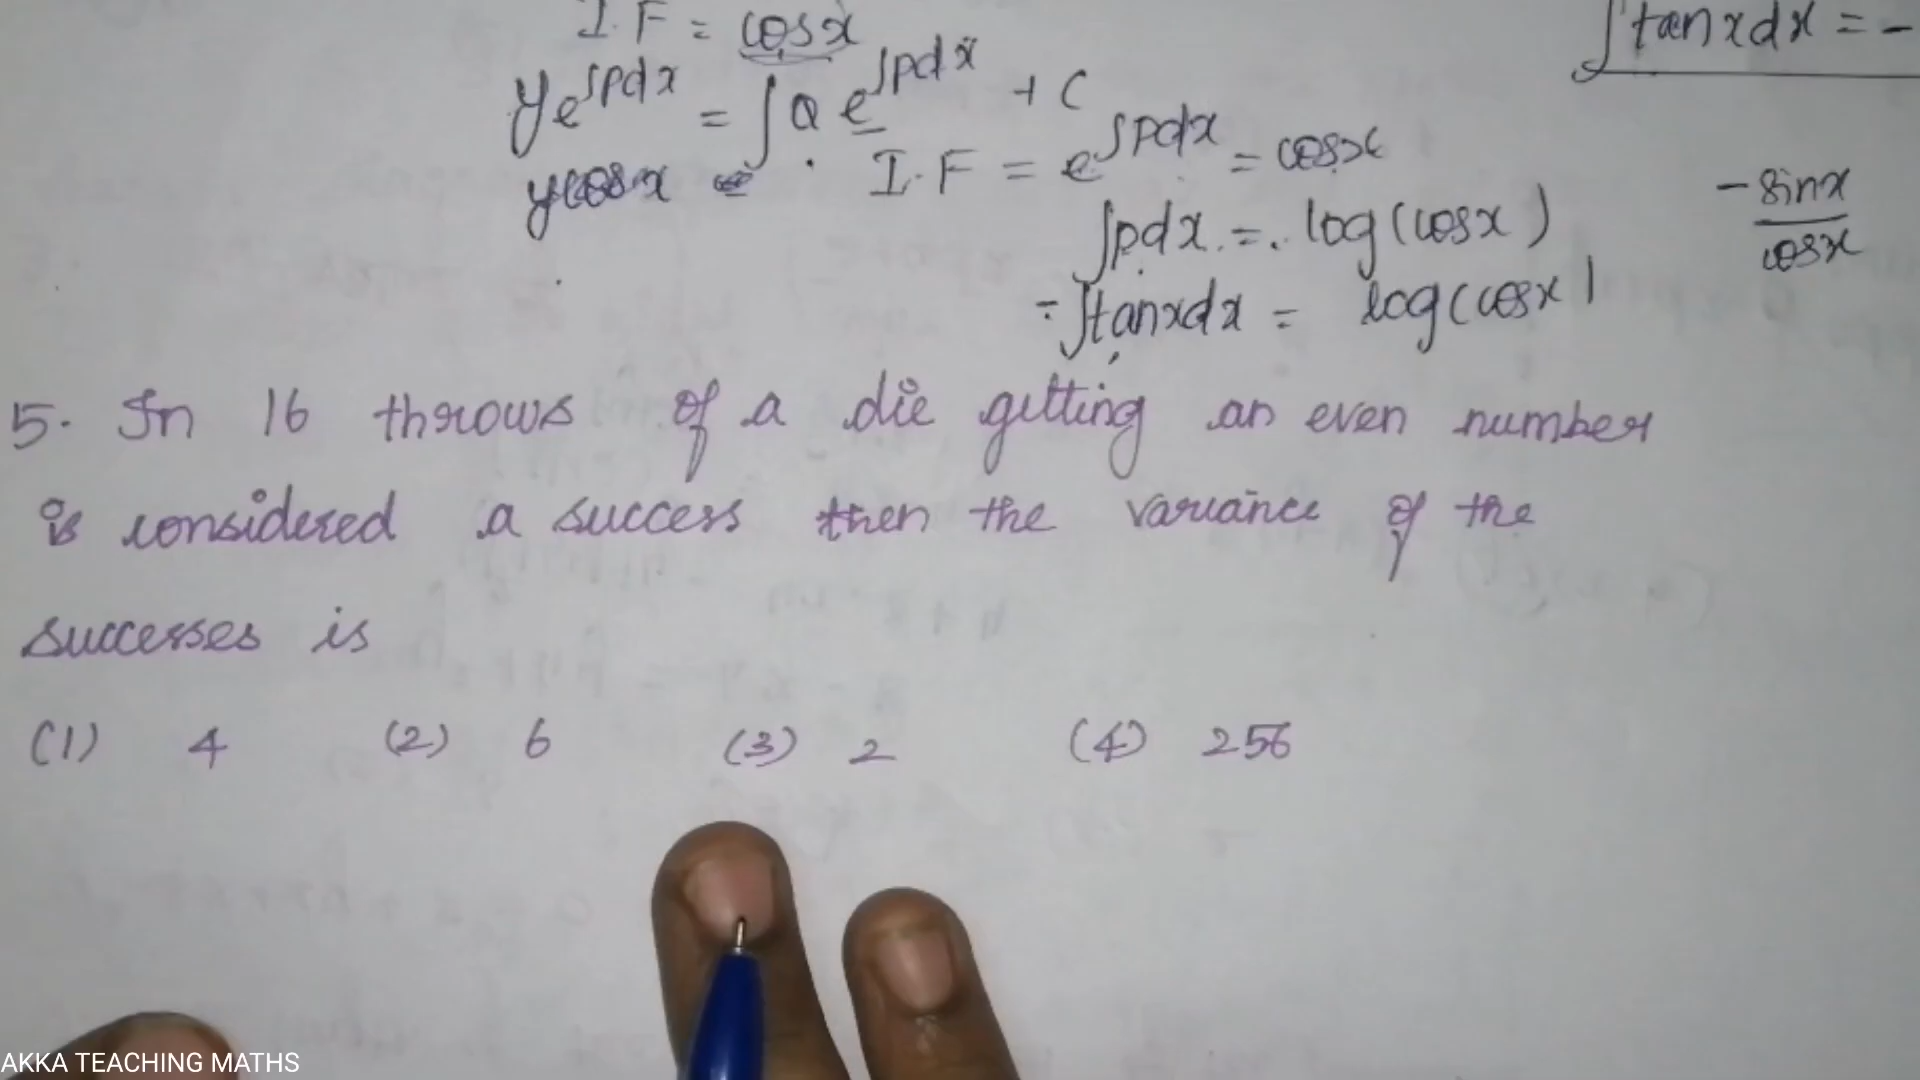 I.F = cosx
∫tanxdx = -
ye^∫pdx = ∫Q e^∫pdx + C
ycosx = I.F = e^∫pdx = cosx
-sinx/cosx
∫pdx = log(cosx)
-∫tanxdx = log(cosx)
5. In 16 throws of a die getting an even number
is considered a success then the variance of the
successes is
(1) 4 (2) 6 (3) 2 (4) 256
AKKA TEACHING MATHS